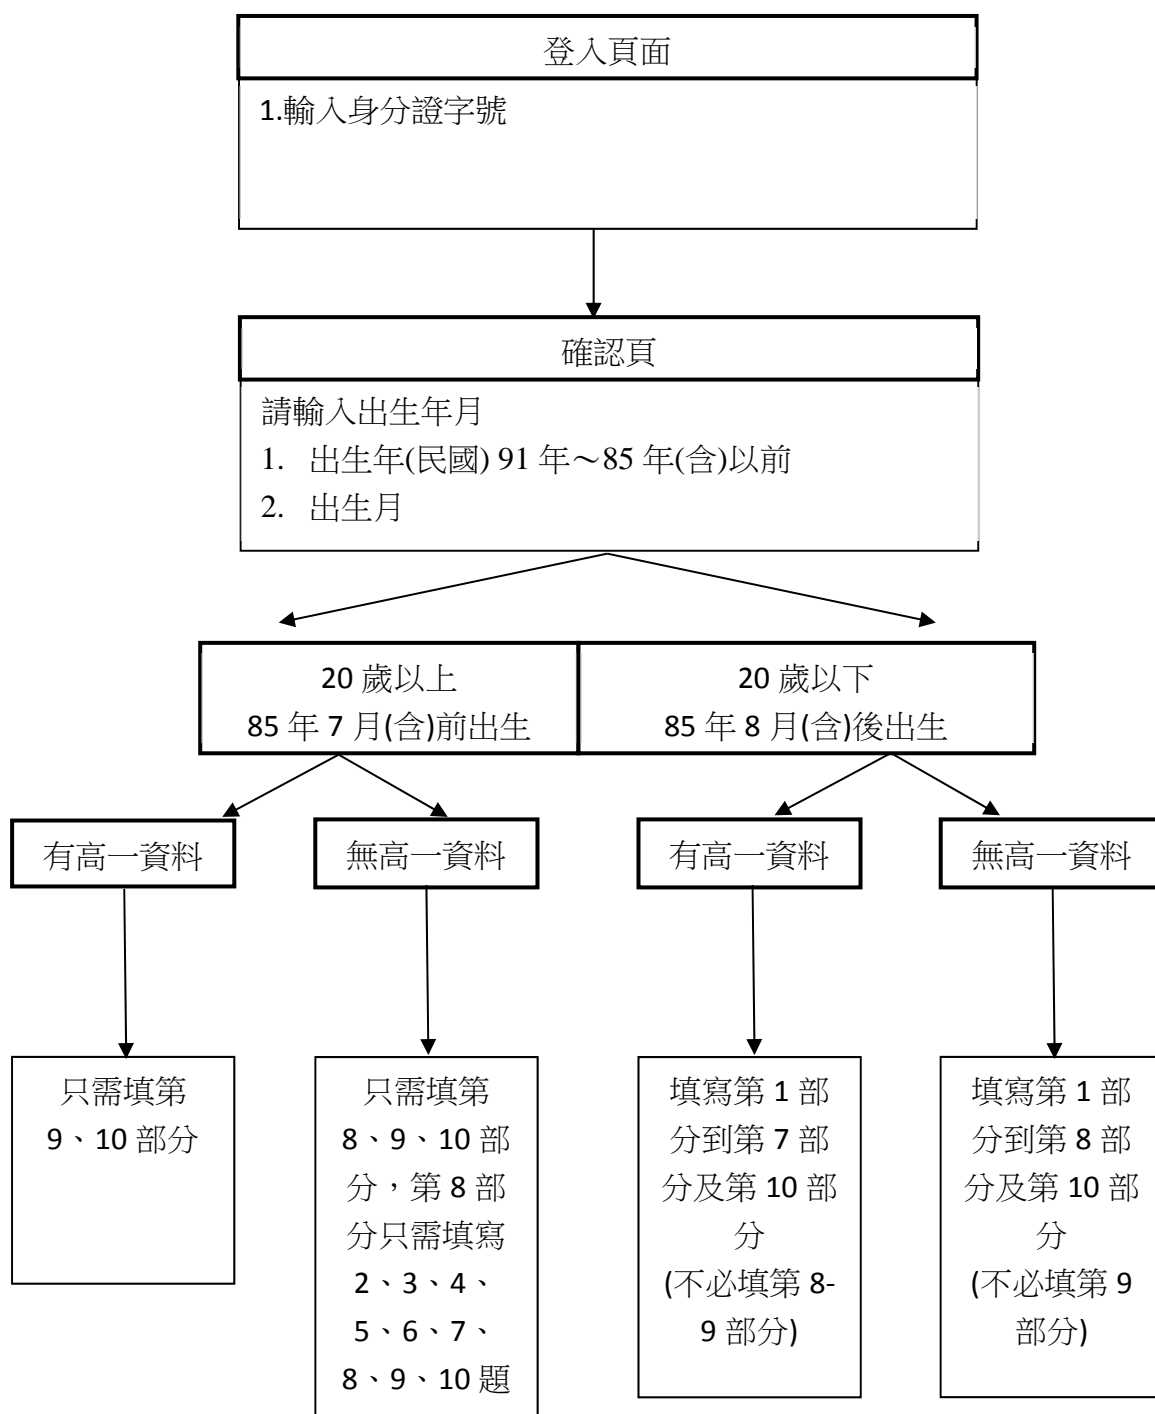 登入頁面
1.輸入身分證字號
確認頁
請輸入出生年月
1. 出生年(民國) 91 年～85 年(含)以前
2. 出生月
20 歲以上
85 年 7 月(含)前出生
20 歲以下
85 年 8 月(含)後出生
有高一資料
無高一資料
有高一資料
無高一資料
只需填第
9、10 部分
只需填第
8、9、10 部
分，第 8 部
分只需填寫
2、3、4、
5、6、7、
8、9、10 題
填寫第 1 部
分到第 7 部
分及第 10 部
分
(不必填第 8-
9 部分)
填寫第 1 部
分到第 8 部
分及第 10 部
分
(不必填第 9
部分)